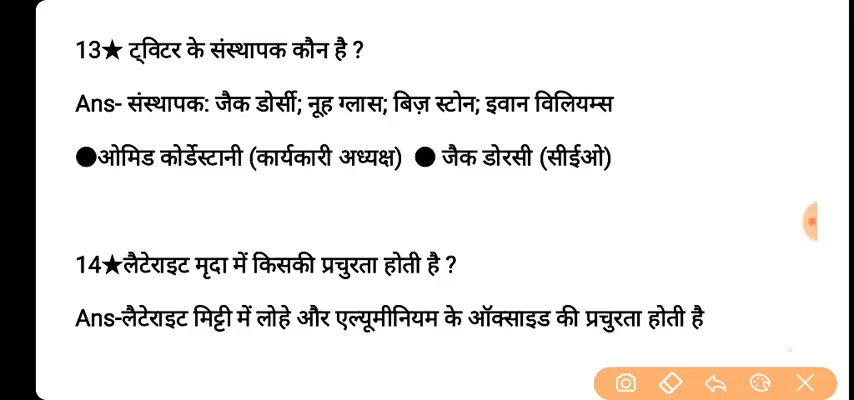 13★ ट्विटर के संस्थापक कौन है ?
Ans- संस्थापक: जैक डोर्सी; नूह ग्लास; बिज़ स्टोन; इवान विलियम्स
●ओमिड कोर्डेस्टानी (कार्यकारी अध्यक्ष) ● जैक डोरसी (सीईओ)
14★लैटेराइट मृदा में किसकी प्रचुरता होती है ?
Ans-लैटेराइट मिट्टी में लोहे और एल्यूमीनियम के ऑक्साइड की प्रचुरता होती है